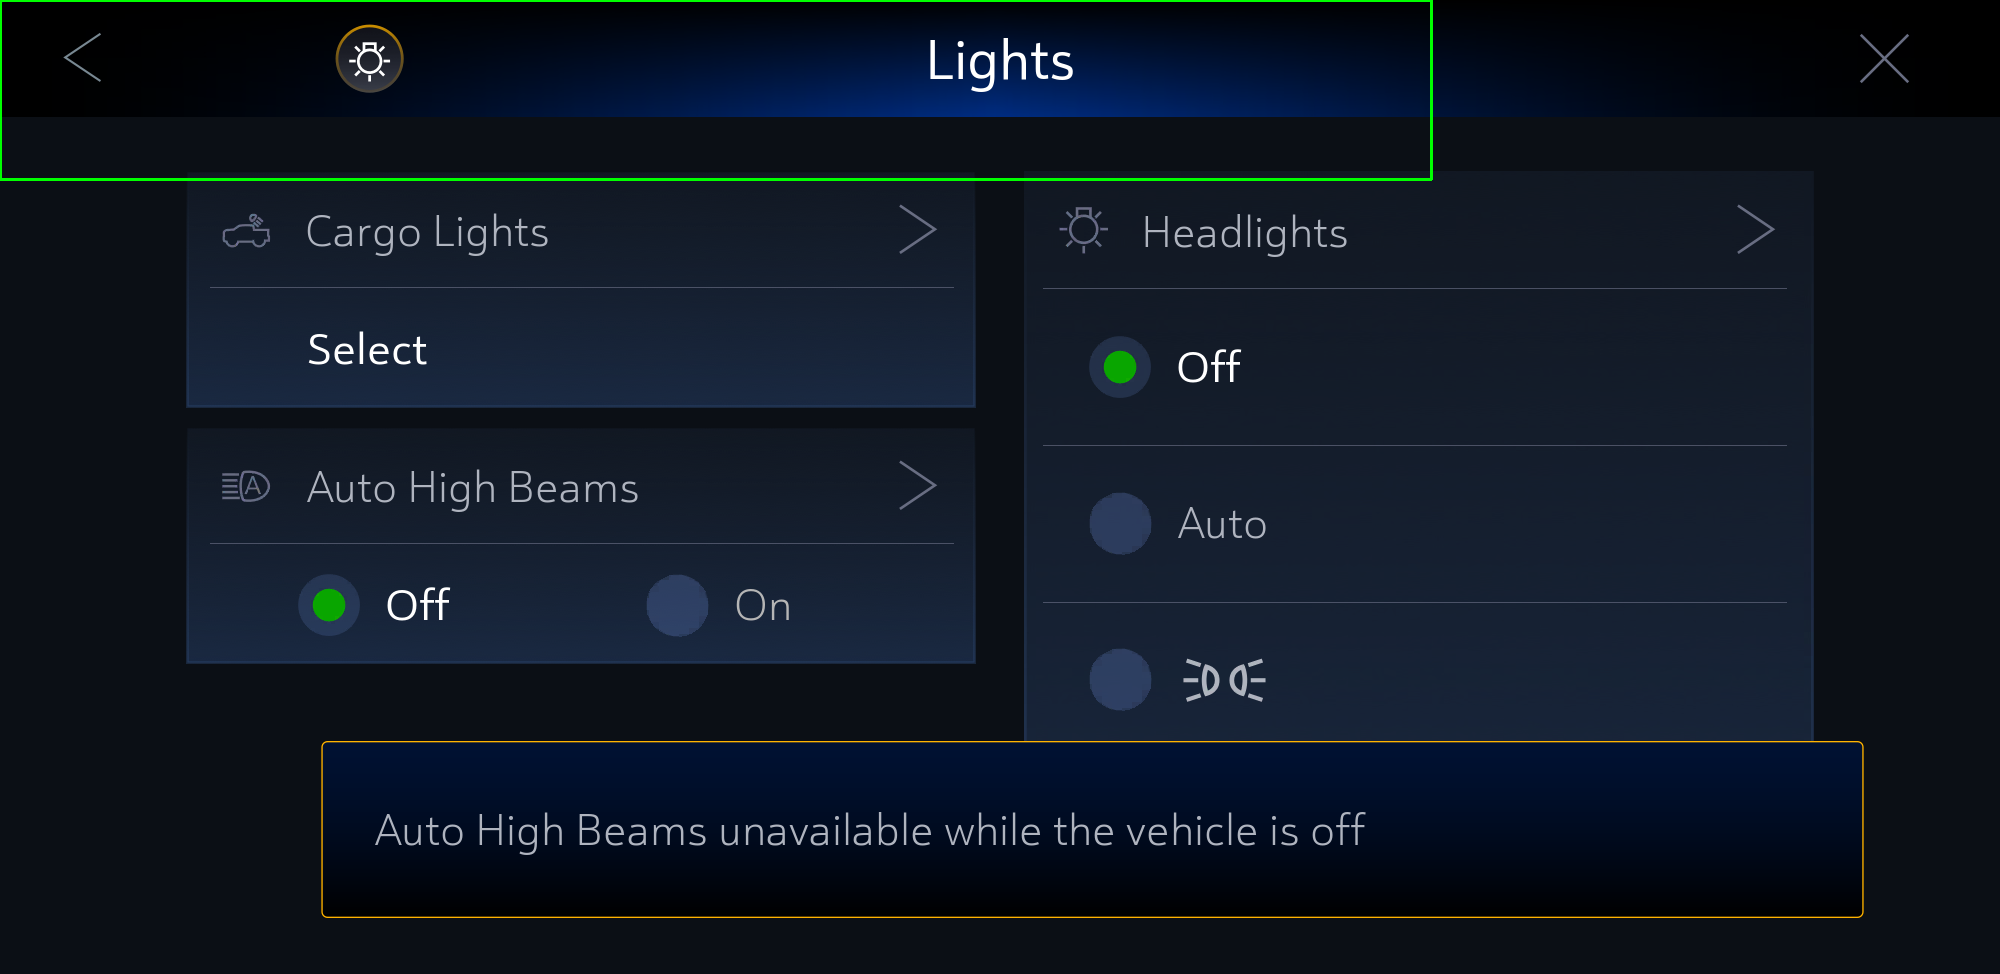 Lights
Cargo Lights
Select
Auto High Beams
Off
On
Headlights
Off
Auto
Auto High Beams unavailable while the vehicle is off